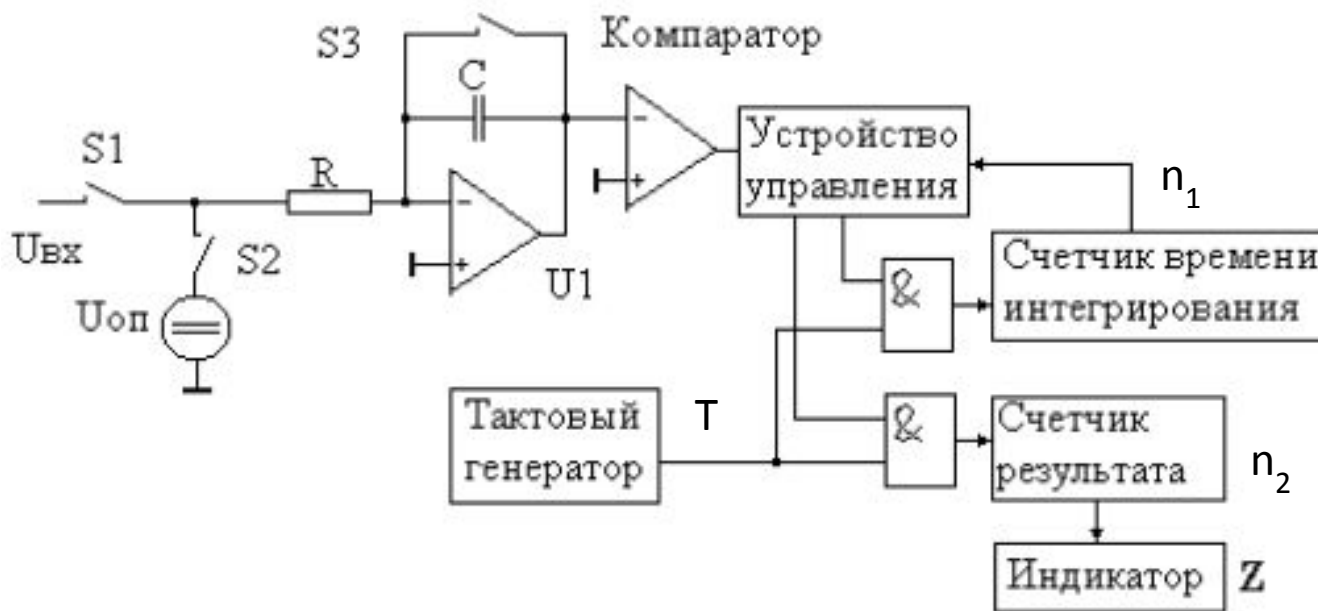 S3
Компаратор
C
S1
R
Устройство
управления
n₁
Uвх
S2
U1
Счетчик времени
интегрирования
&
Uоп
Тактовый
генератор
T
&
Счетчик
результата
n₂
Индикатор
Z